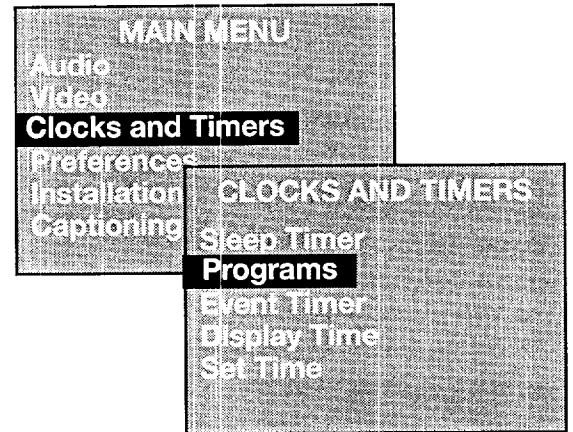 MAIN MENU
Audio
Video
Clocks and Timers
Preferences
Installation
Captioning
CLOCKS AND TIMERS
Sleep Timer
Programs
Event Timer
Display Time
Set Time